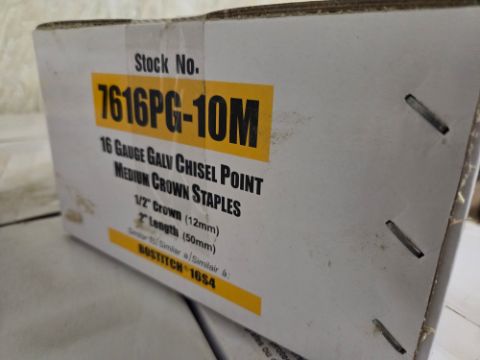 Stock No.
7616PG-10M
16 GAUGE GALV CHISEL POINT
MEDIUM CROWN STAPLES
1/2" Crown (12mm)
2" Length (50mm)
Similar to/Similar a/Similair à:
BOSTITCH® 16S4